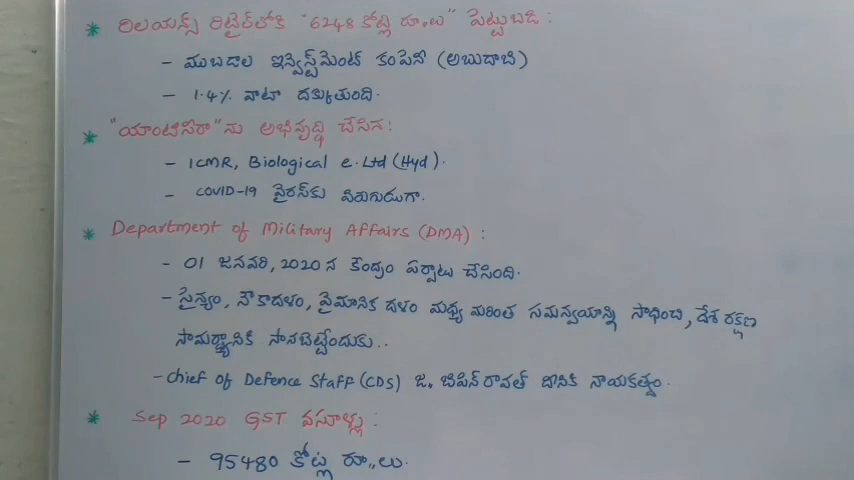 * రిలయన్స్ రిటైల్‌లోకి "6248 కోట్ల రూ.లు" పెట్టుబడి :
- ముబదాల ఇన్వెస్ట్‌మెంట్ కంపెనీ (అబుదాబి)
- 1.4% వాటా దక్కుతుంది.
* "యాంటిసిరా"ను అభివృద్ధి చేసిన :
- ICMR, Biological e. Ltd (Hyd).
- COVID-19 వైరస్‌కు విరుగుడుగా.
* Department of Military Affairs (DMA) :
- 01 జనవరి, 2020 న కేంద్రం ఏర్పాటు చేసింది.
- సైన్యం, నౌకాదళం, వైమానిక దళం మధ్య మరింత సమన్వయాన్ని సాధించి, దేశ రక్షణ
సామర్థ్యానికి సానబెట్టేందుకు..
- Chief of Defence Staff (CDS) జ. బిపిన్ రావత్ దానికి నాయకత్వం.
* Sep 2020 GST వసూళ్ళు :
- 95480 కోట్ల రూ.,లు.